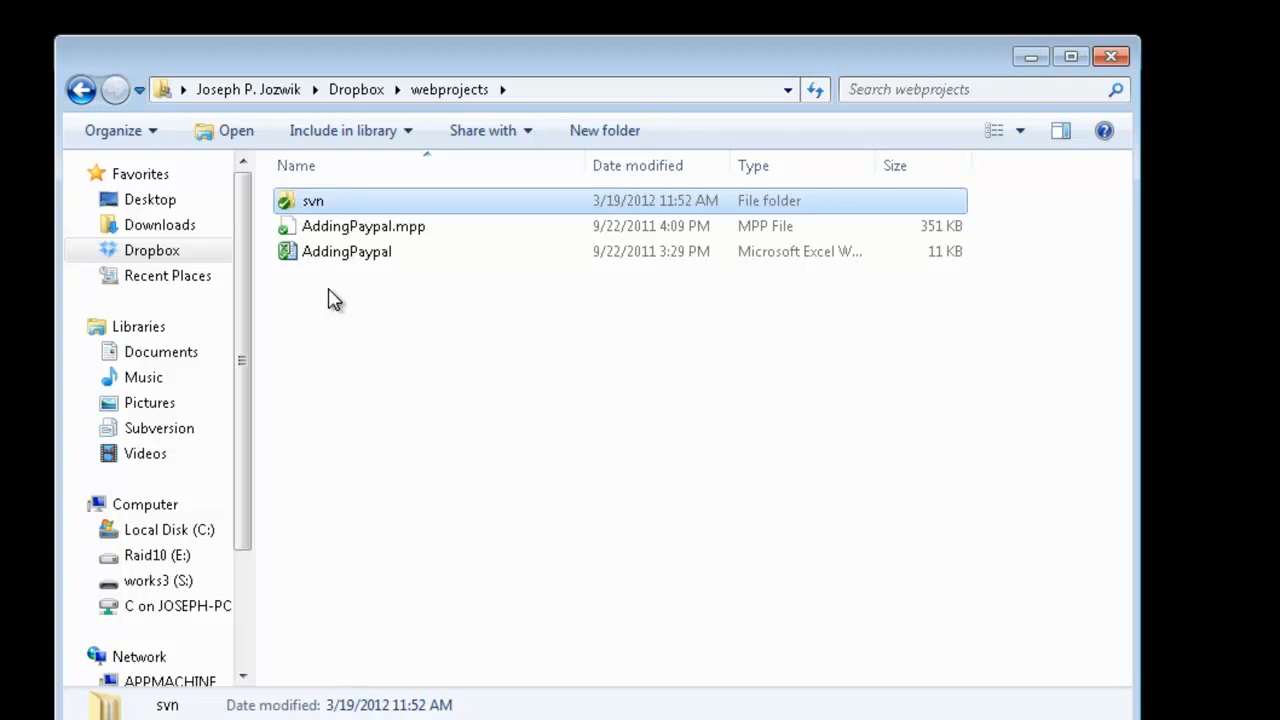 Joseph P. Jozwik Dropbox webprojects
Search webprojects
Organize Open Include in library Share with New folder
Name Date modified Type Size
svn 3/19/2012 11:52 AM File folder
AddingPaypal.mpp 9/22/2011 4:09 PM MPP File 351 KB
AddingPaypal 9/22/2011 3:29 PM Microsoft Excel W... 11 KB
Favorites
Desktop
Downloads
Dropbox
Recent Places
Libraries
Documents
Music
Pictures
Subversion
Videos
Computer
Local Disk (C:)
Raid10 (E:)
works3 (S:)
C on JOSEPH-PC
Network
APPMACHINE
svn Date modified: 3/19/2012 11:52 AM